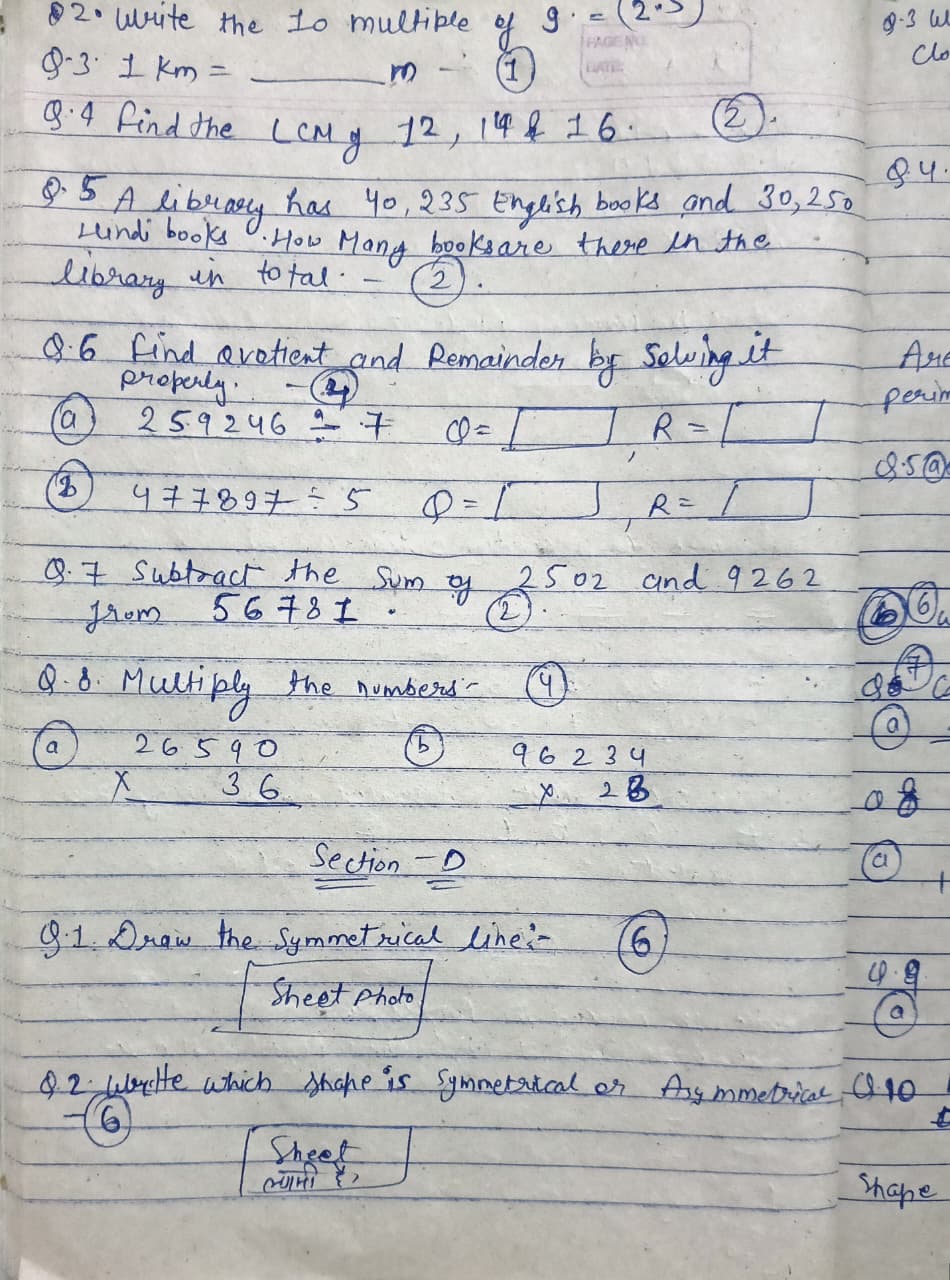 Q2. Write the 10 multiple of 9. = (2.5)
PAGE NO.
DATE:
Q.3. 1 Km = ________ m - (1)
Q.4 find the LCM of 12, 14 & 16. (2).
Q.5 A library has 40,235 English books and 30,250
Hindi books. How Many books are there in the
library in total. - (2).
Q.6 Find Quotient and Remainder by Solving it
properly. - (4)
(a) 259246 ÷ 7 Q = , R =
(B) 477897 ÷ 5 Q = , R =
Q.7 Subtract the Sum of 2502 and 9262
from 56781. (2).
Q.8. Multiply the numbers:- (4)
(a) 26590 (b) 96234
x 36 x. 28
Section - D
Q.1. Draw the Symmetrical line:- (6)
Sheet photo
Q.2. Write which shape is Symmetrical or Asymmetrical
- (6)
Sheet
लगानी है,
Q.3
Clo
Q.4.
Are
perim
Q.5 (a)
(b) (6)
(7)
(a)
Q 8
(a)
Q.9
(a)
Q.10
Shape